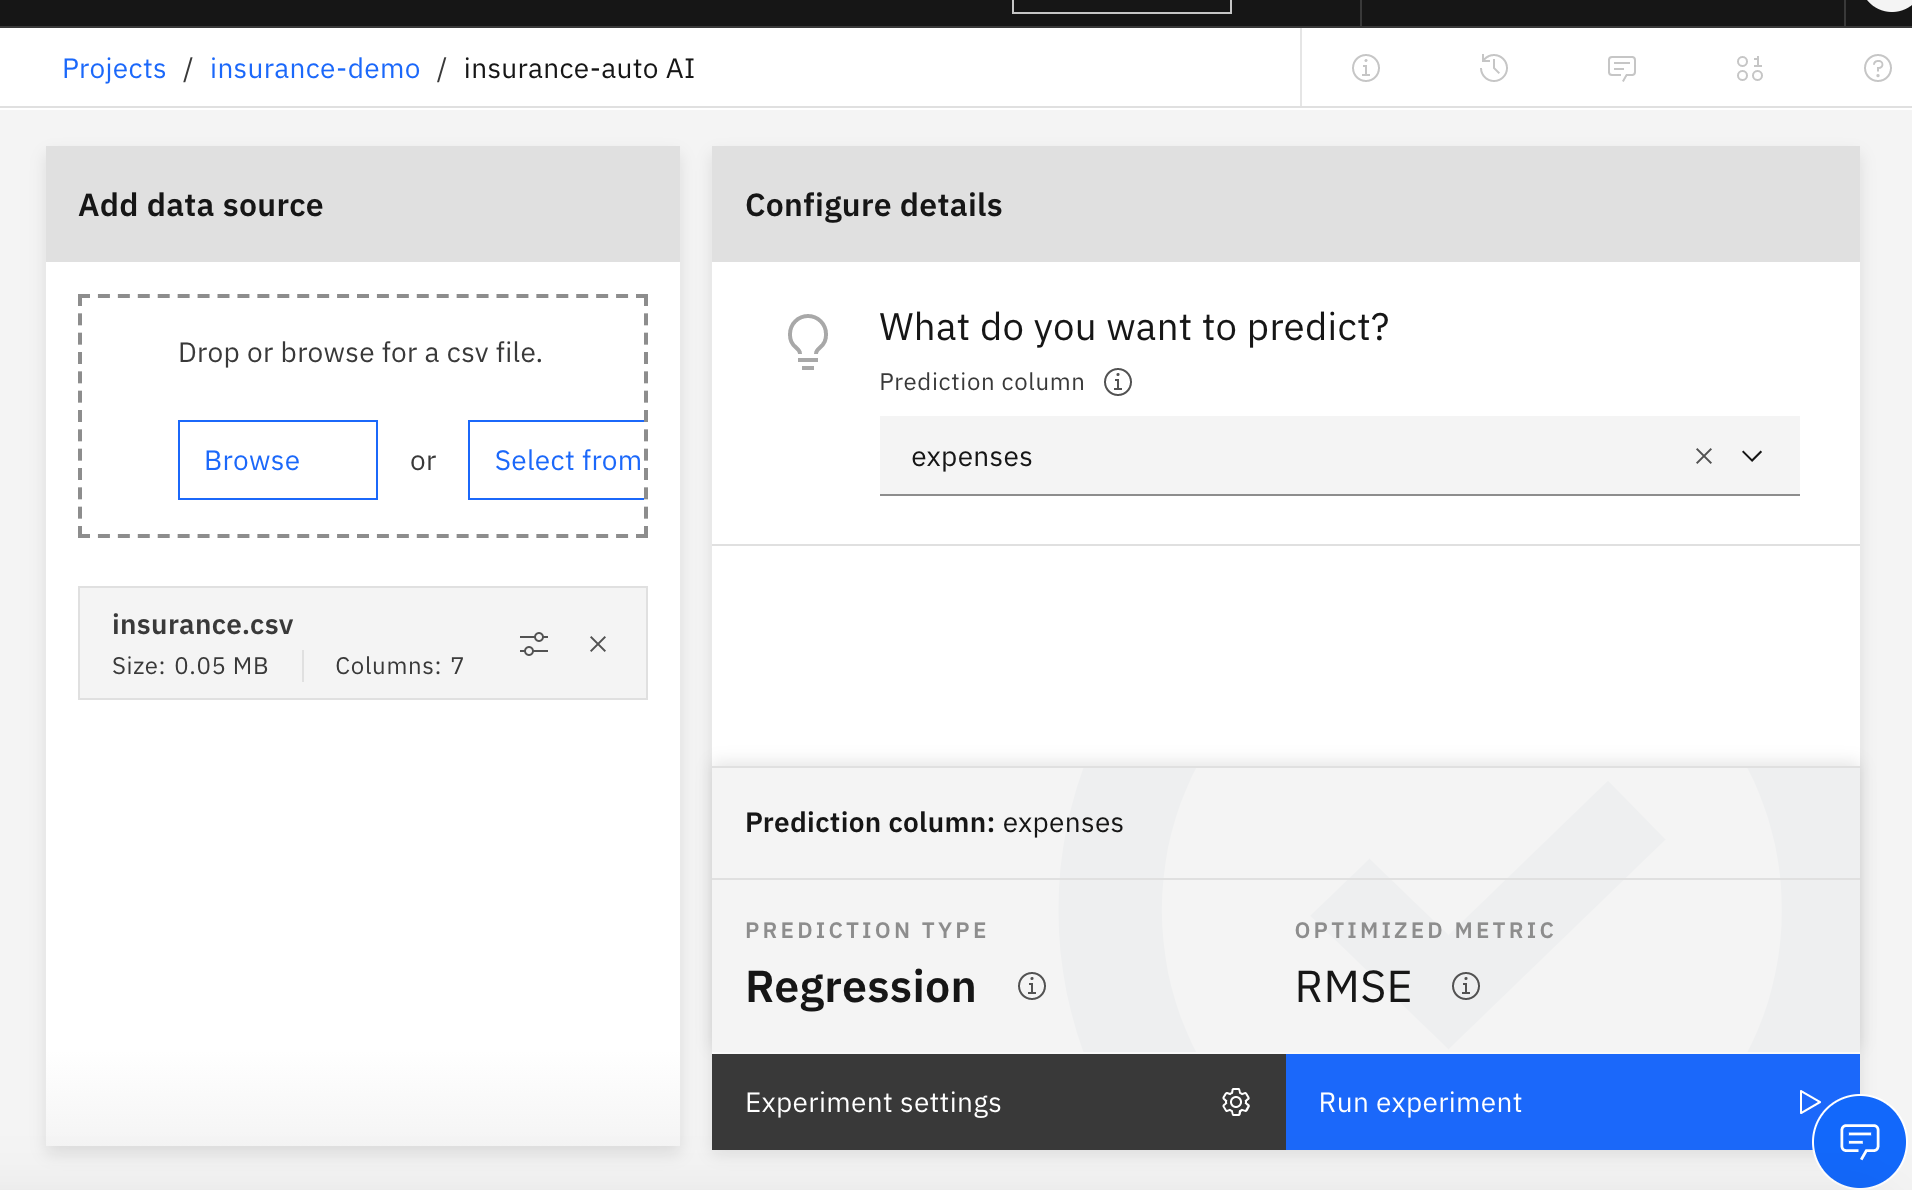 Projects / insurance-demo / insurance-auto AI
Add data source
Drop or browse for a csv file.
Browse or Select from
insurance.csv
Size: 0.05 MB Columns: 7
Configure details
What do you want to predict?
Prediction column
expenses
Prediction column: expenses
PREDICTION TYPE OPTIMIZED METRIC
Regression RMSE
Experiment settings Run experiment